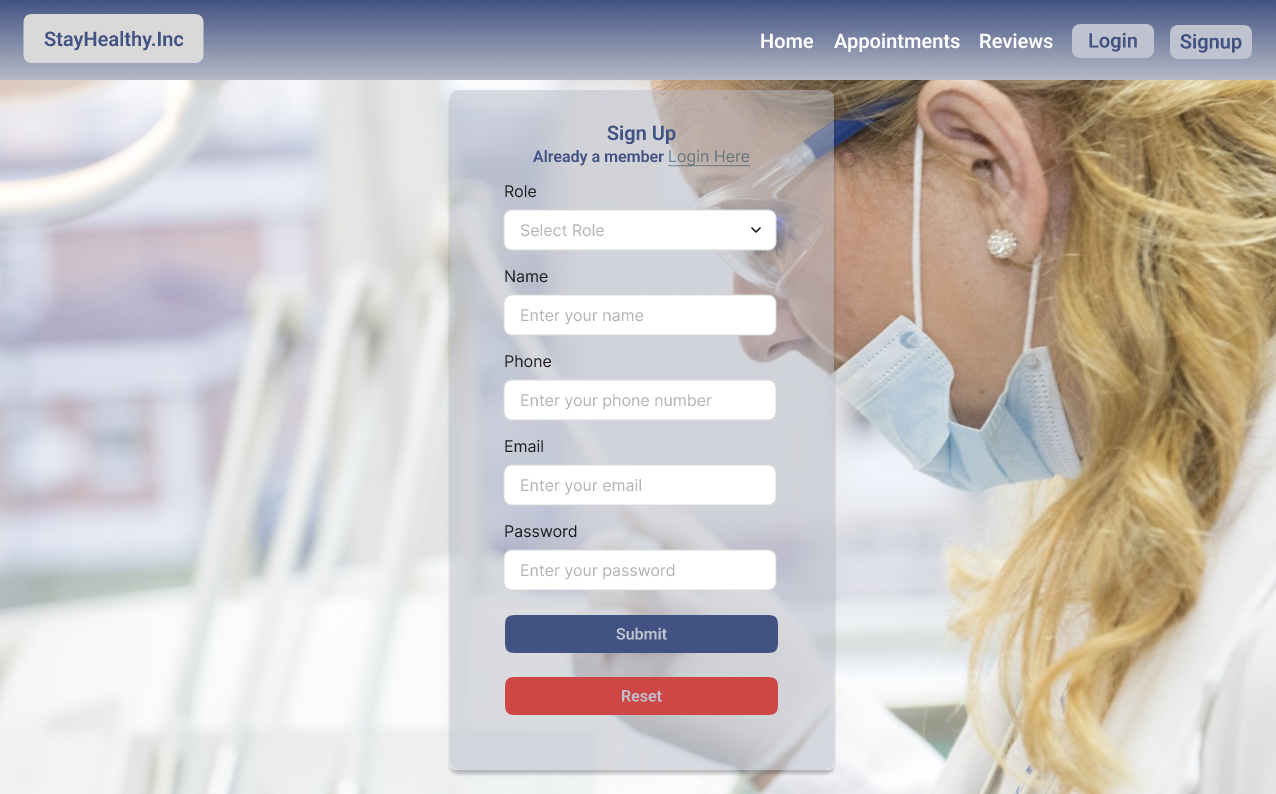 StayHealthy.Inc
Home Appointments Reviews Login Signup
Sign Up
Already a member Login Here
Role
Select Role
Name
Enter your name
Phone
Enter your phone number
Email
Enter your email
Password
Enter your password
Submit
Reset